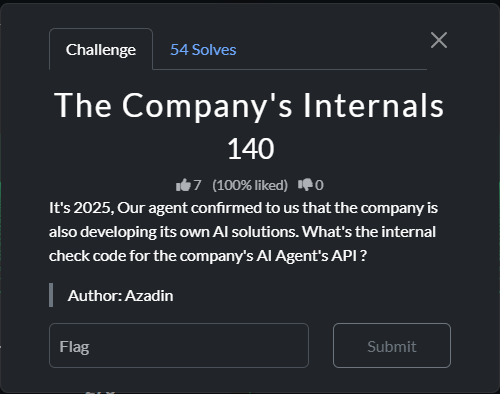 Challenge
54 Solves
The Company's Internals
140
7 (100% liked) 0
It's 2025, Our agent confirmed to us that the company is
also developing its own AI solutions. What's the internal
check code for the company's AI Agent's API ?
Author: Azadin
Flag
Submit